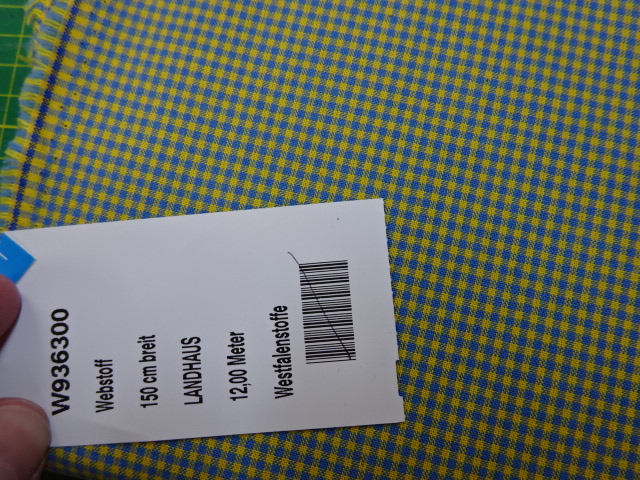 W936300
Webstoff
150 cm breit
LANDHAUS
12,00 Meter
Westfalenstoffe